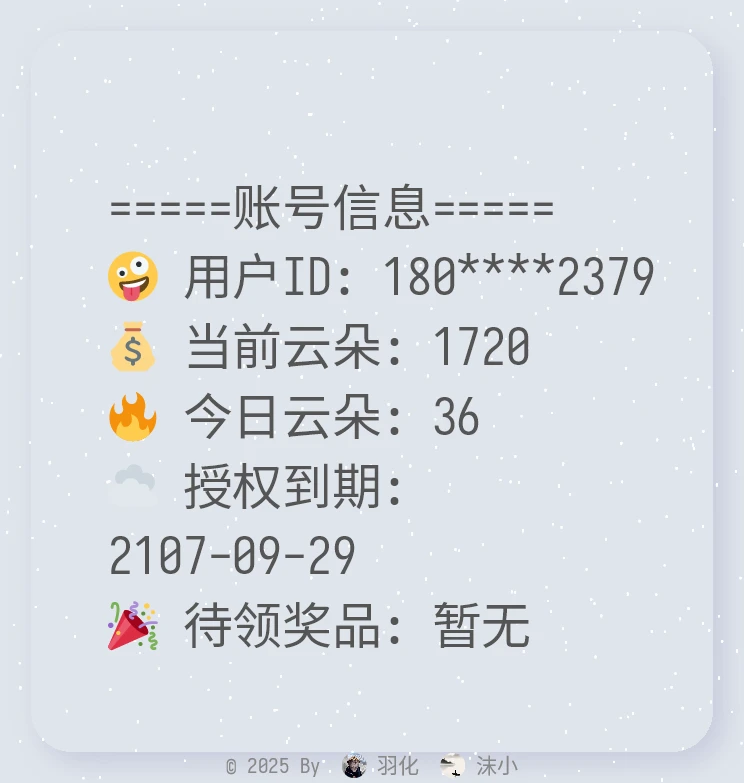 =====账号信息=====
🤪 用户ID: 180****2379
💰 当前云朵: 1720
🔥 今日云朵: 36
☁️ 授权到期:
2107-09-29
🎉 待领奖品: 暂无
© 2025 By 羽化 沫小